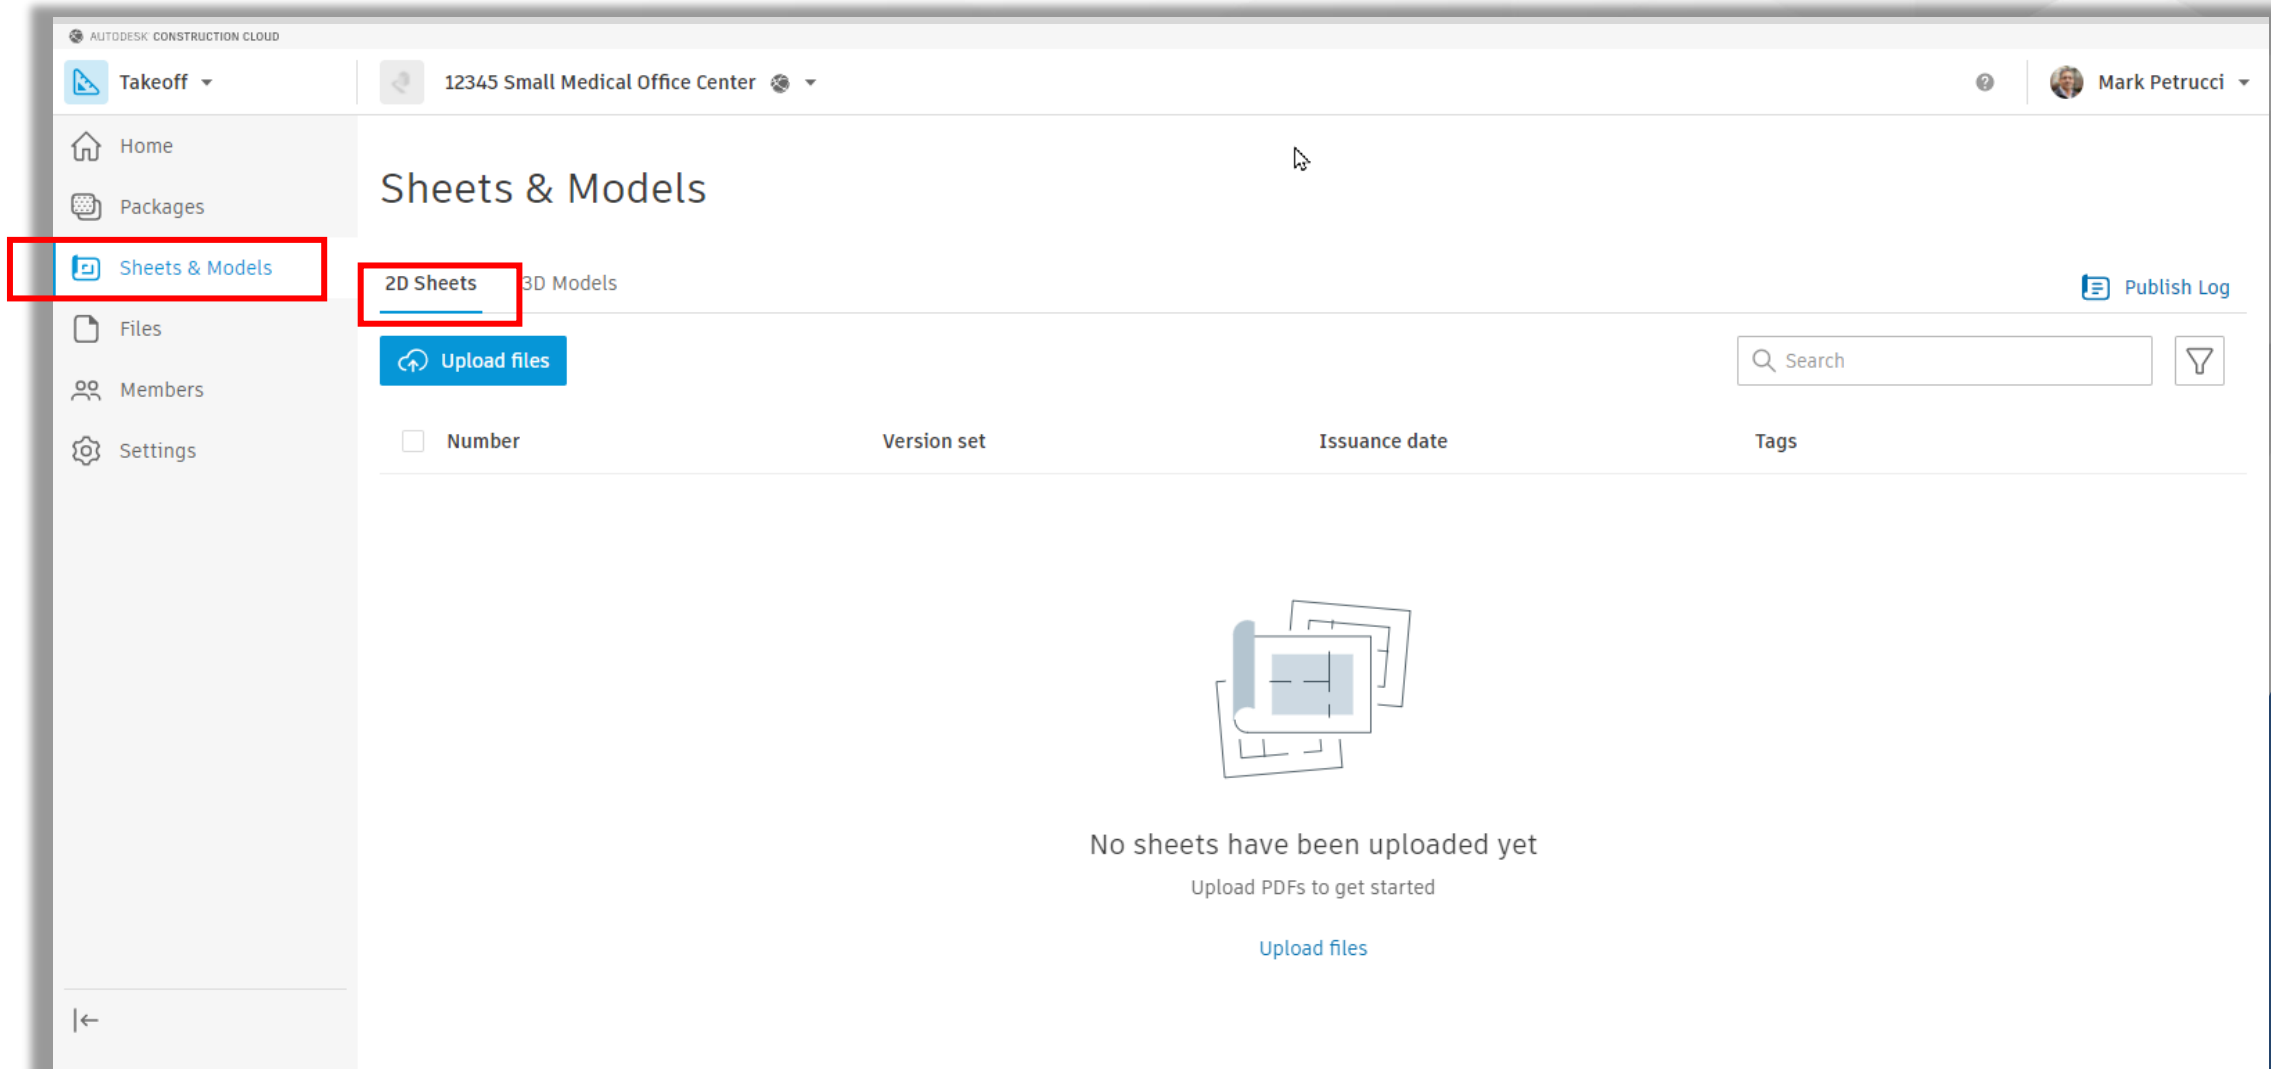 AUTODESK CONSTRUCTION CLOUD
Takeoff
12345 Small Medical Office Center
Mark Petrucci
Home
Packages
Sheets & Models
Files
Members
Settings
Sheets & Models
2D Sheets
3D Models
Publish Log
Upload files
Search
Number
Version set
Issuance date
Tags
No sheets have been uploaded yet
Upload PDFs to get started
Upload files